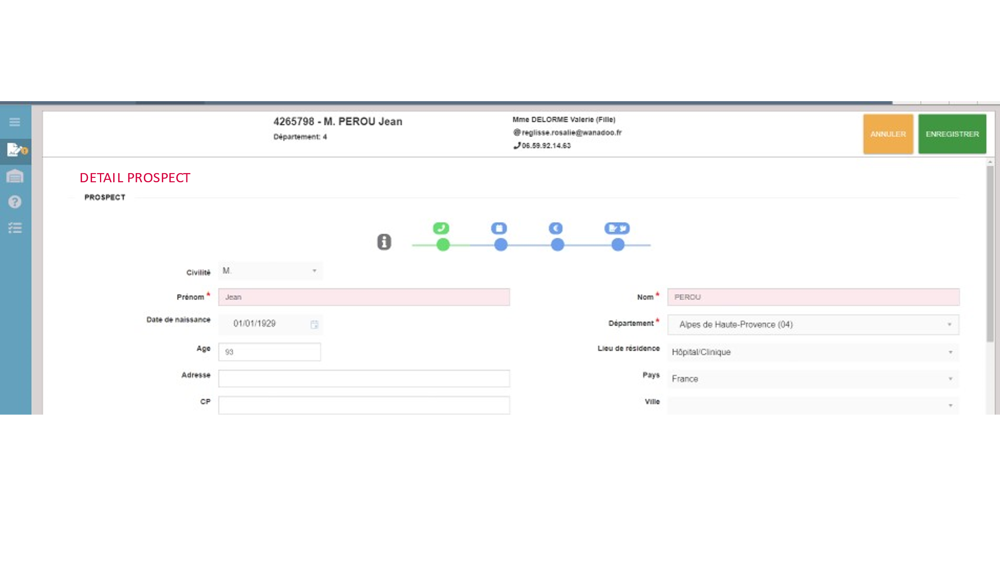 4265798 - M. PEROU Jean
Département: 4
Mme DELORME Valerie (Fille)
@reglisse.rosalie@wanadoo.fr
06.59.92.14.63
ANNULER
ENREGISTRER
DETAIL PROSPECT
PROSPECT
Civilité M.
Prénom * Jean
Nom * PEROU
Date de naissance 01/01/1929
Département * Alpes de Haute-Provence (04)
Age 93
Lieu de résidence Hôpital/Clinique
Adresse
Pays France
CP
Ville